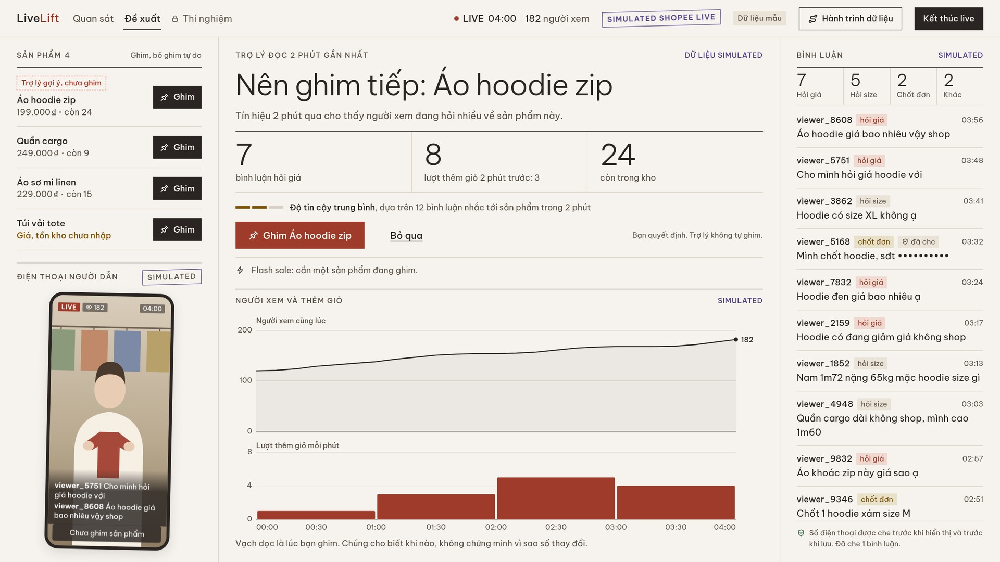 LiveLift
Quan sát
Đề xuất
Thí nghiệm
LIVE 04:00
182 người xem
SIMULATED SHOPEE LIVE
Dữ liệu mẫu
Hành trình dữ liệu
Kết thúc live
SẢN PHẨM 4
Ghim, bỏ ghim tự do
Trợ lý gợi ý, chưa ghim
Áo hoodie zip
199.000₫ • còn 24
Ghim
Quần cargo
249.000₫ • còn 9
Ghim
Áo sơ mi linen
229.000₫ • còn 15
Ghim
Túi vải tote
Giá, tồn kho chưa nhập
Ghim
ĐIỆN THOẠI NGƯỜI DẪN
SIMULATED
LIVE
182
04:00
viewer_5751 Cho mình hỏi
giá hoodie với
viewer_8608 Áo hoodie giá
bao nhiêu vậy shop
Chưa ghim sản phẩm
TRỢ LÝ ĐỌC 2 PHÚT GẦN NHẤT
DỮ LIỆU SIMULATED
Nên ghim tiếp: Áo hoodie zip
Tín hiệu 2 phút qua cho thấy người xem đang hỏi nhiều về sản phẩm này.
7
bình luận hỏi giá
8
lượt thêm giỏ 2 phút trước: 3
24
còn trong kho
Độ tin cậy trung bình, dựa trên 12 bình luận nhắc tới sản phẩm trong 2 phút
Ghim Áo hoodie zip
Bỏ qua
Bạn quyết định. Trợ lý không tự ghim.
Flash sale: cần một sản phẩm đang ghim.
NGƯỜI XEM VÀ THÊM GIỎ
SIMULATED
Người xem cùng lúc
200
182
100
0
Lượt thêm giỏ mỗi phút
8
4
0
00:00
00:30
01:00
01:30
02:00
02:30
03:00
03:30
04:00
Vạch dọc là lúc bạn ghim. Chúng cho biết khi nào, không chứng minh vì sao số thay đổi.
BÌNH LUẬN
SIMULATED
7
Hỏi giá
5
Hỏi size
2
Chốt đơn
2
Khác
viewer_8608 hỏi giá 03:56
Áo hoodie giá bao nhiêu vậy shop
viewer_5751 hỏi giá 03:48
Cho mình hỏi giá hoodie với
viewer_3862 hỏi size 03:41
Hoodie có size XL không ạ
viewer_5168 chốt đơn đã che 03:32
Mình chốt hoodie, sđt ••••••••••
viewer_7832 hỏi giá 03:24
Hoodie đen giá bao nhiêu ạ
viewer_2159 hỏi giá 03:17
Hoodie có đang giảm giá không shop
viewer_1852 hỏi size 03:13
Nam 1m72 nặng 65kg mặc hoodie size gì
viewer_4948 hỏi size 03:03
Quần cargo dài không shop, mình cao
1m60
viewer_9832 hỏi giá 02:57
Áo khoác zip này giá sao ạ
viewer_9346 chốt đơn 02:51
Chốt 1 hoodie xám size M
Số điện thoại được che trước khi hiển thị và trước
khi lưu. Đã che 1 bình luận.